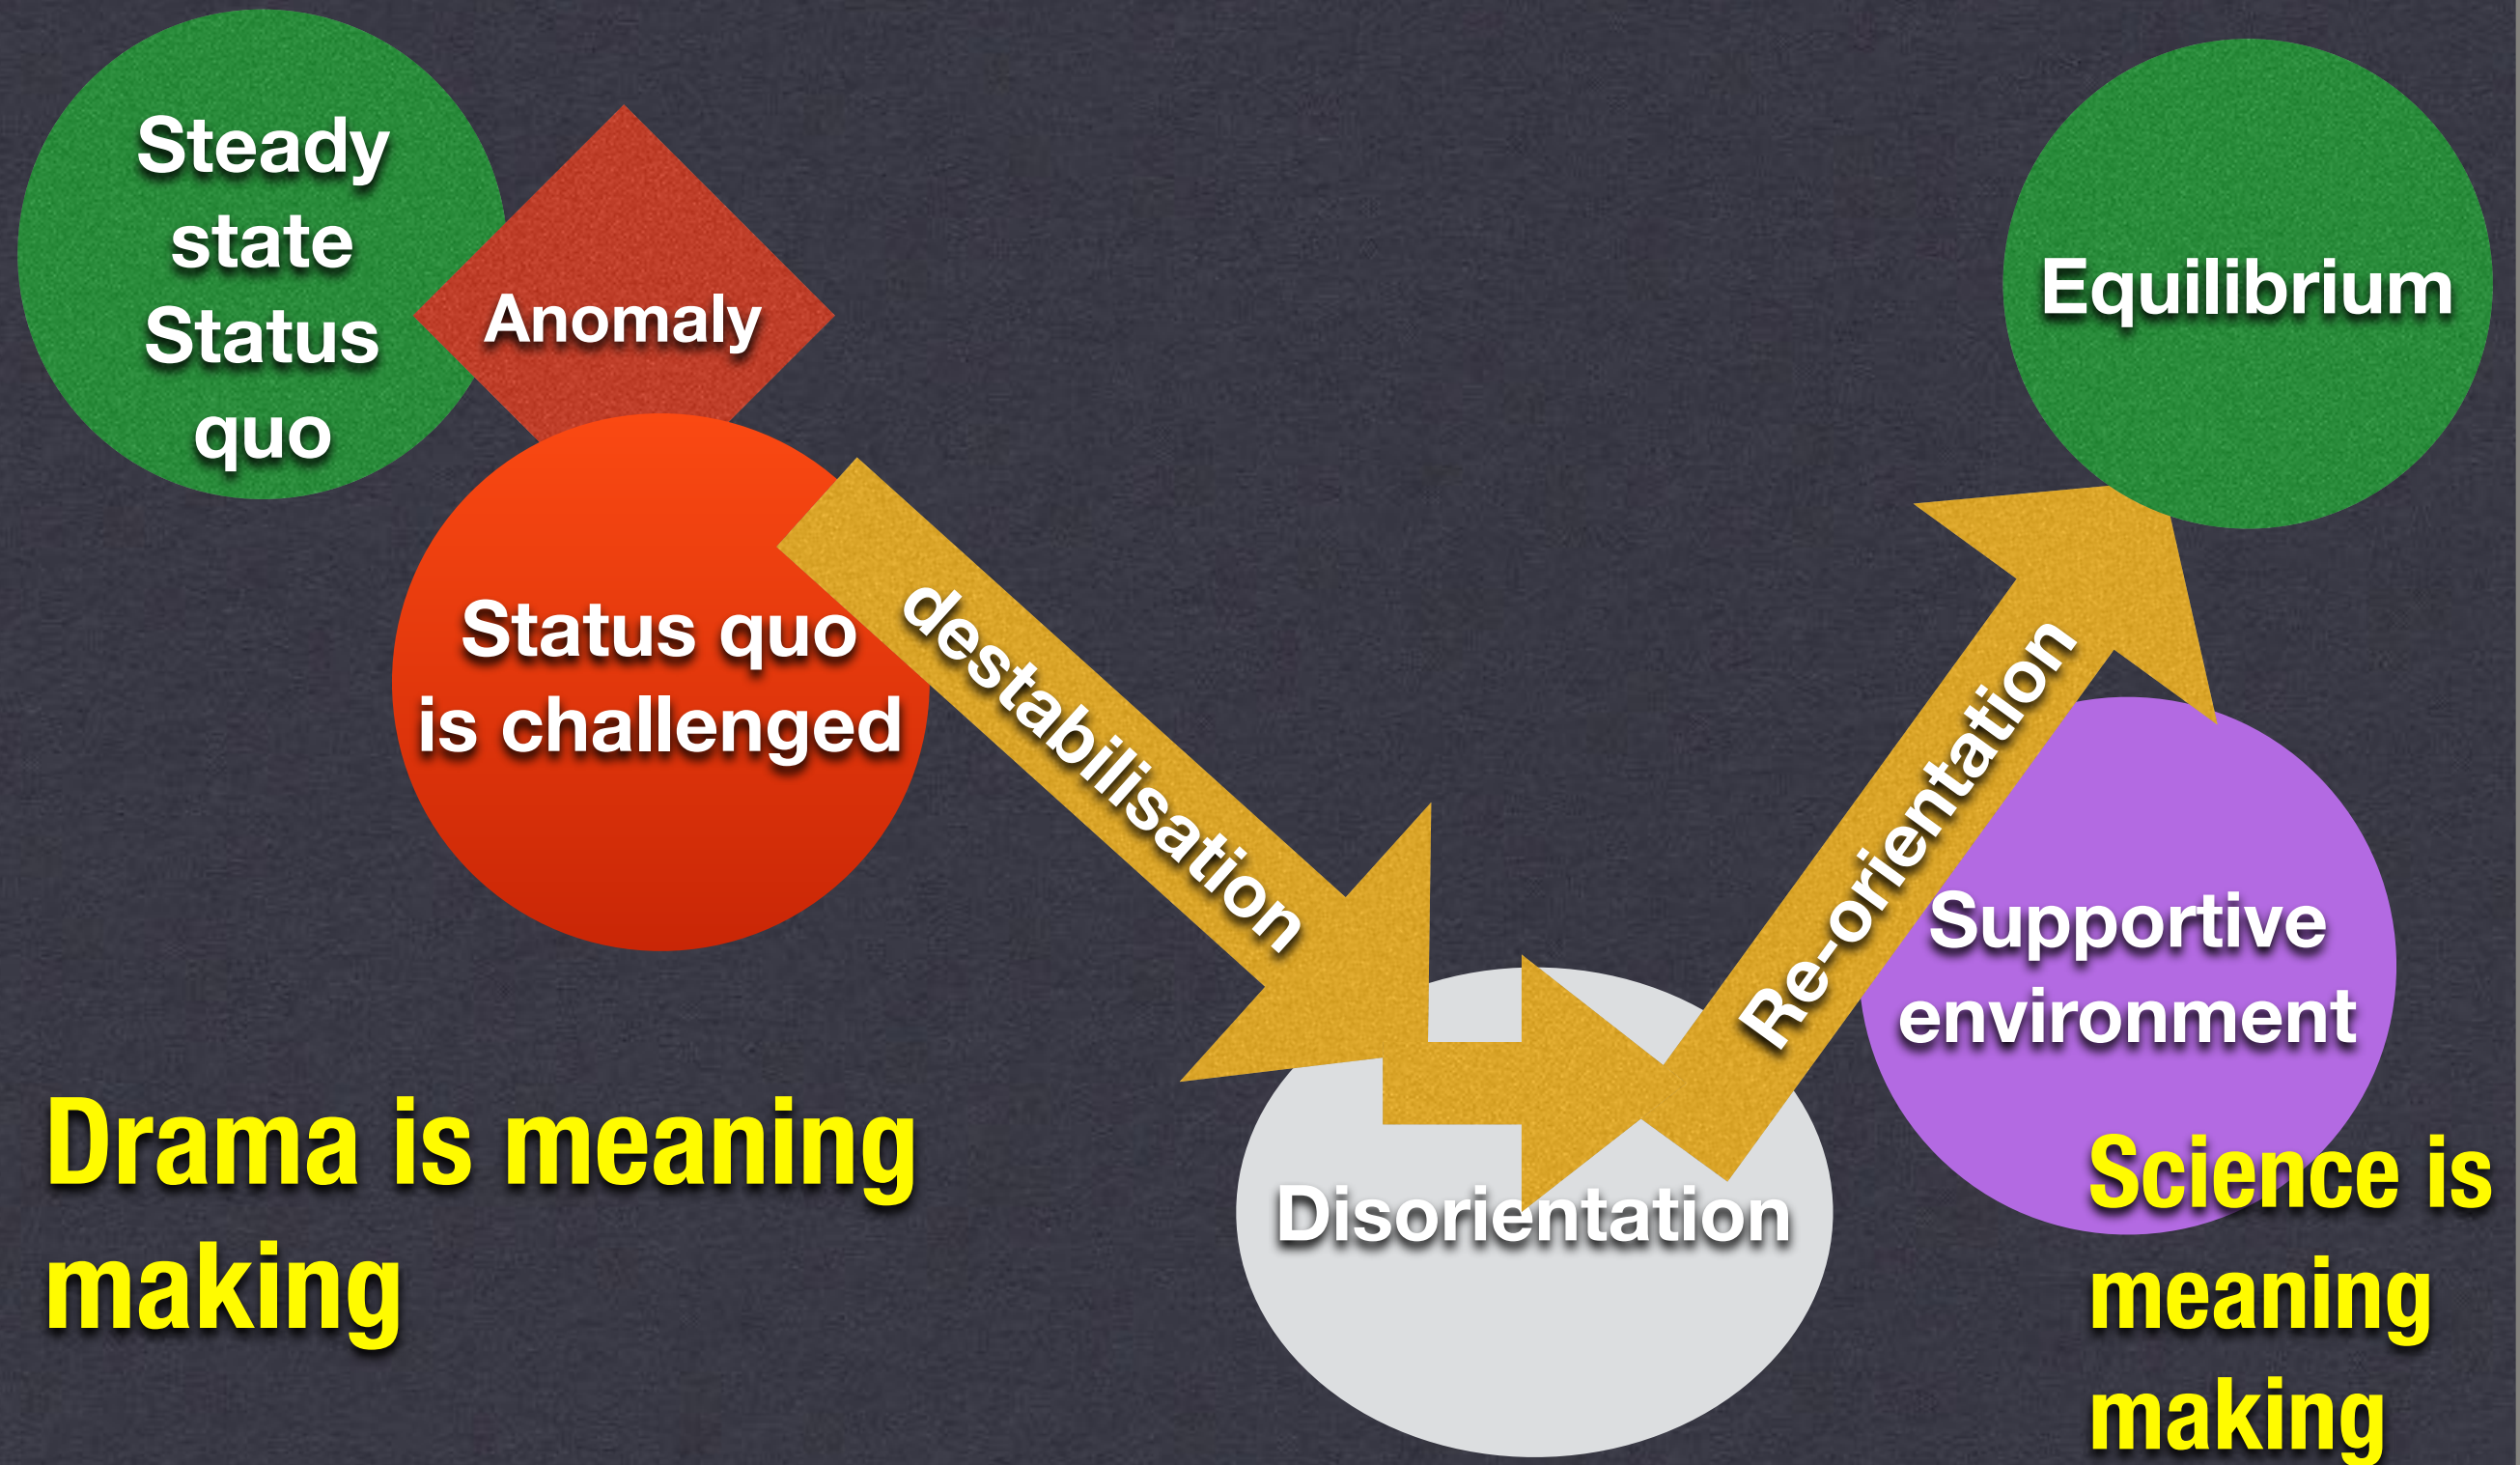 Steady
state
Status
quo
Anomaly
Status quo
is challenged
destabilisation
Disorientation
Re-orientation
Equilibrium
Supportive
environment
Drama is meaning
making
Science is
meaning
making